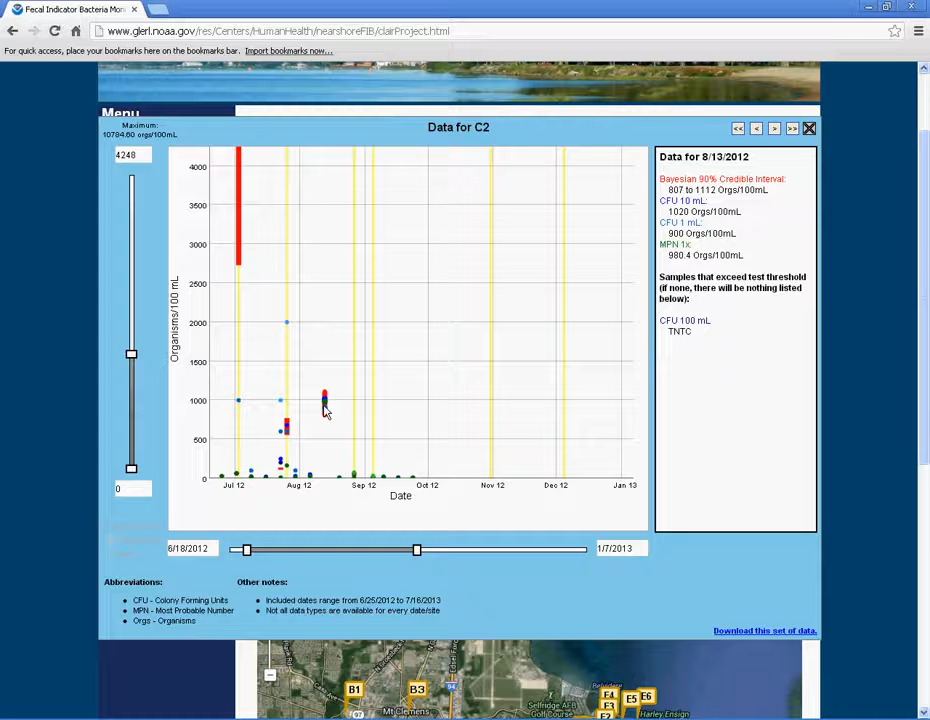 Fecal Indicator Bacteria Mon
www.glerl.noaa.gov/res/Centers/HumanHealth/nearshoreFIB/clairProject.html
For quick access, place your bookmarks here on the bookmarks bar. Import bookmarks now...
Menu
Maximum:
10784.60 orgs/100mL
Data for C2
<< < > >>
4248
4000
3500
3000
2500
2000
1500
1000
500
0
Organisms/100 mL
Jul 12 Aug 12 Sep 12 Oct 12 Nov 12 Dec 12 Jan 13
Date
0
6/18/2012
1/7/2013
Data for 8/13/2012
Bayesian 90% Credible Interval:
807 to 1112 Orgs/100mL
CFU 10 mL:
1020 Orgs/100mL
CFU 1 mL:
900 Orgs/100mL
MPN 1x:
980.4 Orgs/100mL
Samples that exceed test threshold
(if none, there will be nothing listed
below):
CFU 100 mL
TNTC
Abbreviations:
CFU - Colony Forming Units
MPN - Most Probable Number
Orgs - Organisms
Other notes:
Included dates range from 6/25/2012 to 7/16/2013
Not all data types are available for every date/site
Download this set of data.
B1
B3
94
97
Mt Clemens
Selfridge AFB
Golf Course
Belvidere
E4
E3
E2
E5
E6
Harley Ensign